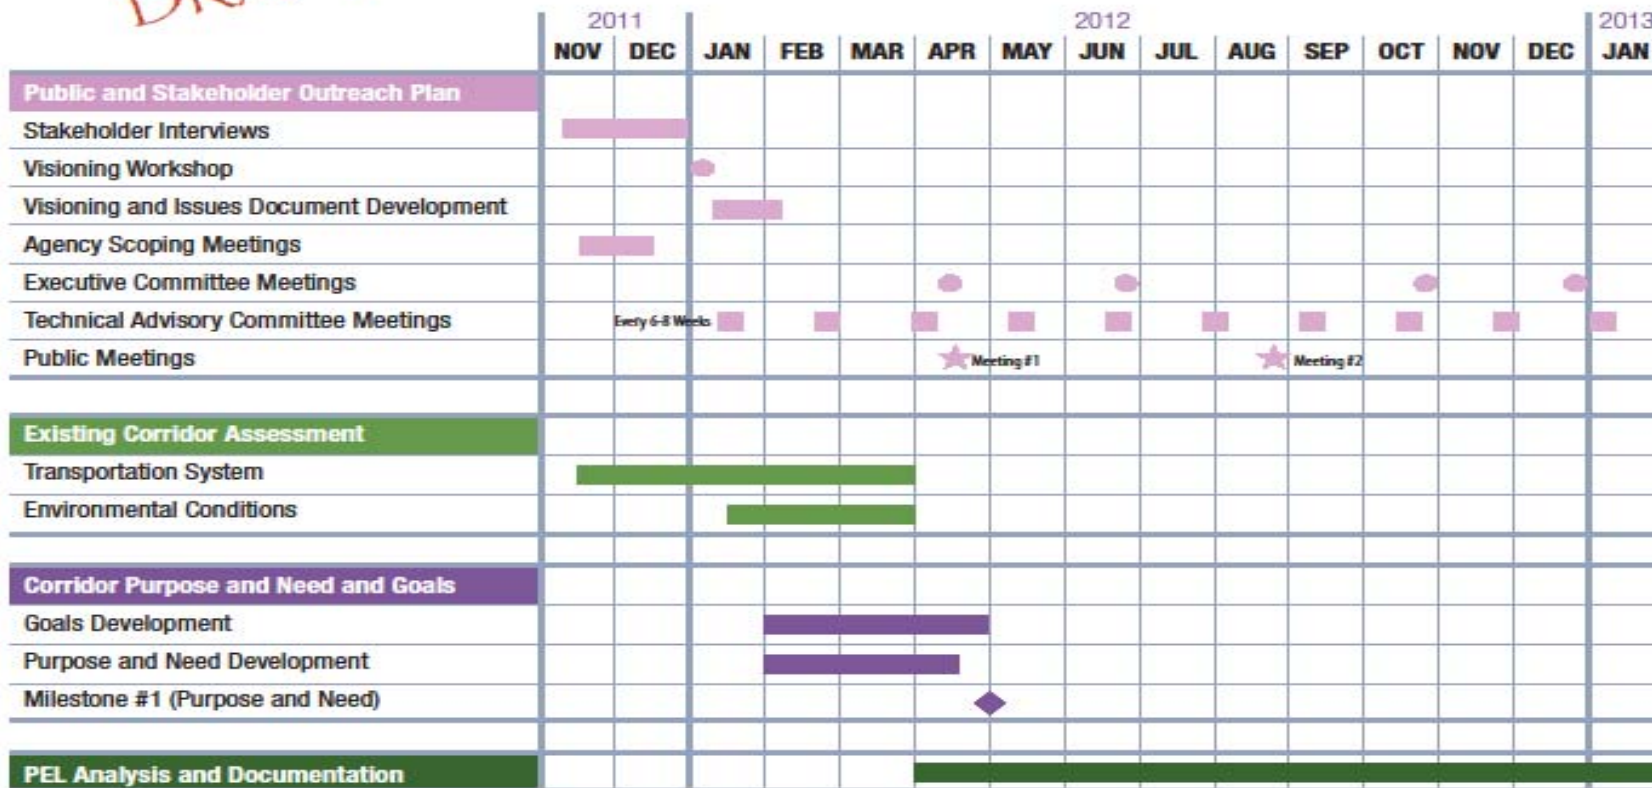 2011 2012 2013
NOV DEC JAN FEB MAR APR MAY JUN JUL AUG SEP OCT NOV DEC JAN
Public and Stakeholder Outreach Plan
Stakeholder Interviews
Visioning Workshop
Visioning and Issues Document Development
Agency Scoping Meetings
Executive Committee Meetings
Technical Advisory Committee Meetings Every 6-8 Weeks
Public Meetings Meeting #1 Meeting #2
Existing Corridor Assessment
Transportation System
Environmental Conditions
Corridor Purpose and Need and Goals
Goals Development
Purpose and Need Development
Milestone #1 (Purpose and Need)
PEL Analysis and Documentation